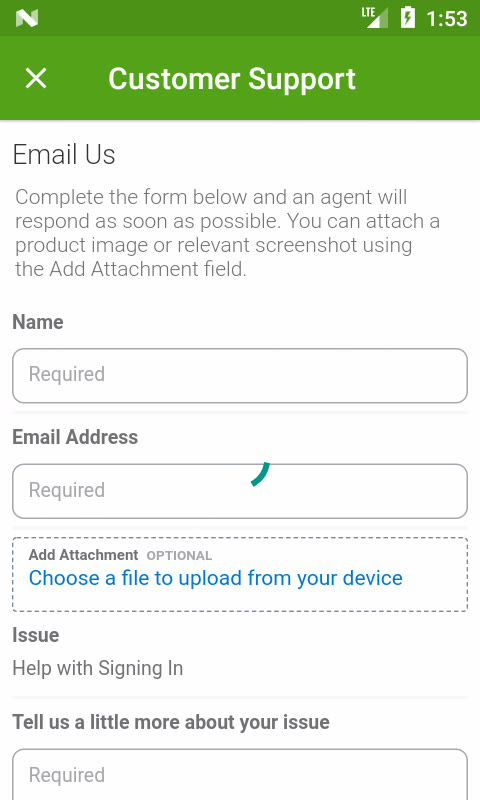 LTE 1:53
Customer Support
Email Us
Complete the form below and an agent will
respond as soon as possible. You can attach a
product image or relevant screenshot using
the Add Attachment field.
Name
Required
Email Address
Required
Add Attachment OPTIONAL
Choose a file to upload from your device
Issue
Help with Signing In
Tell us a little more about your issue
Required